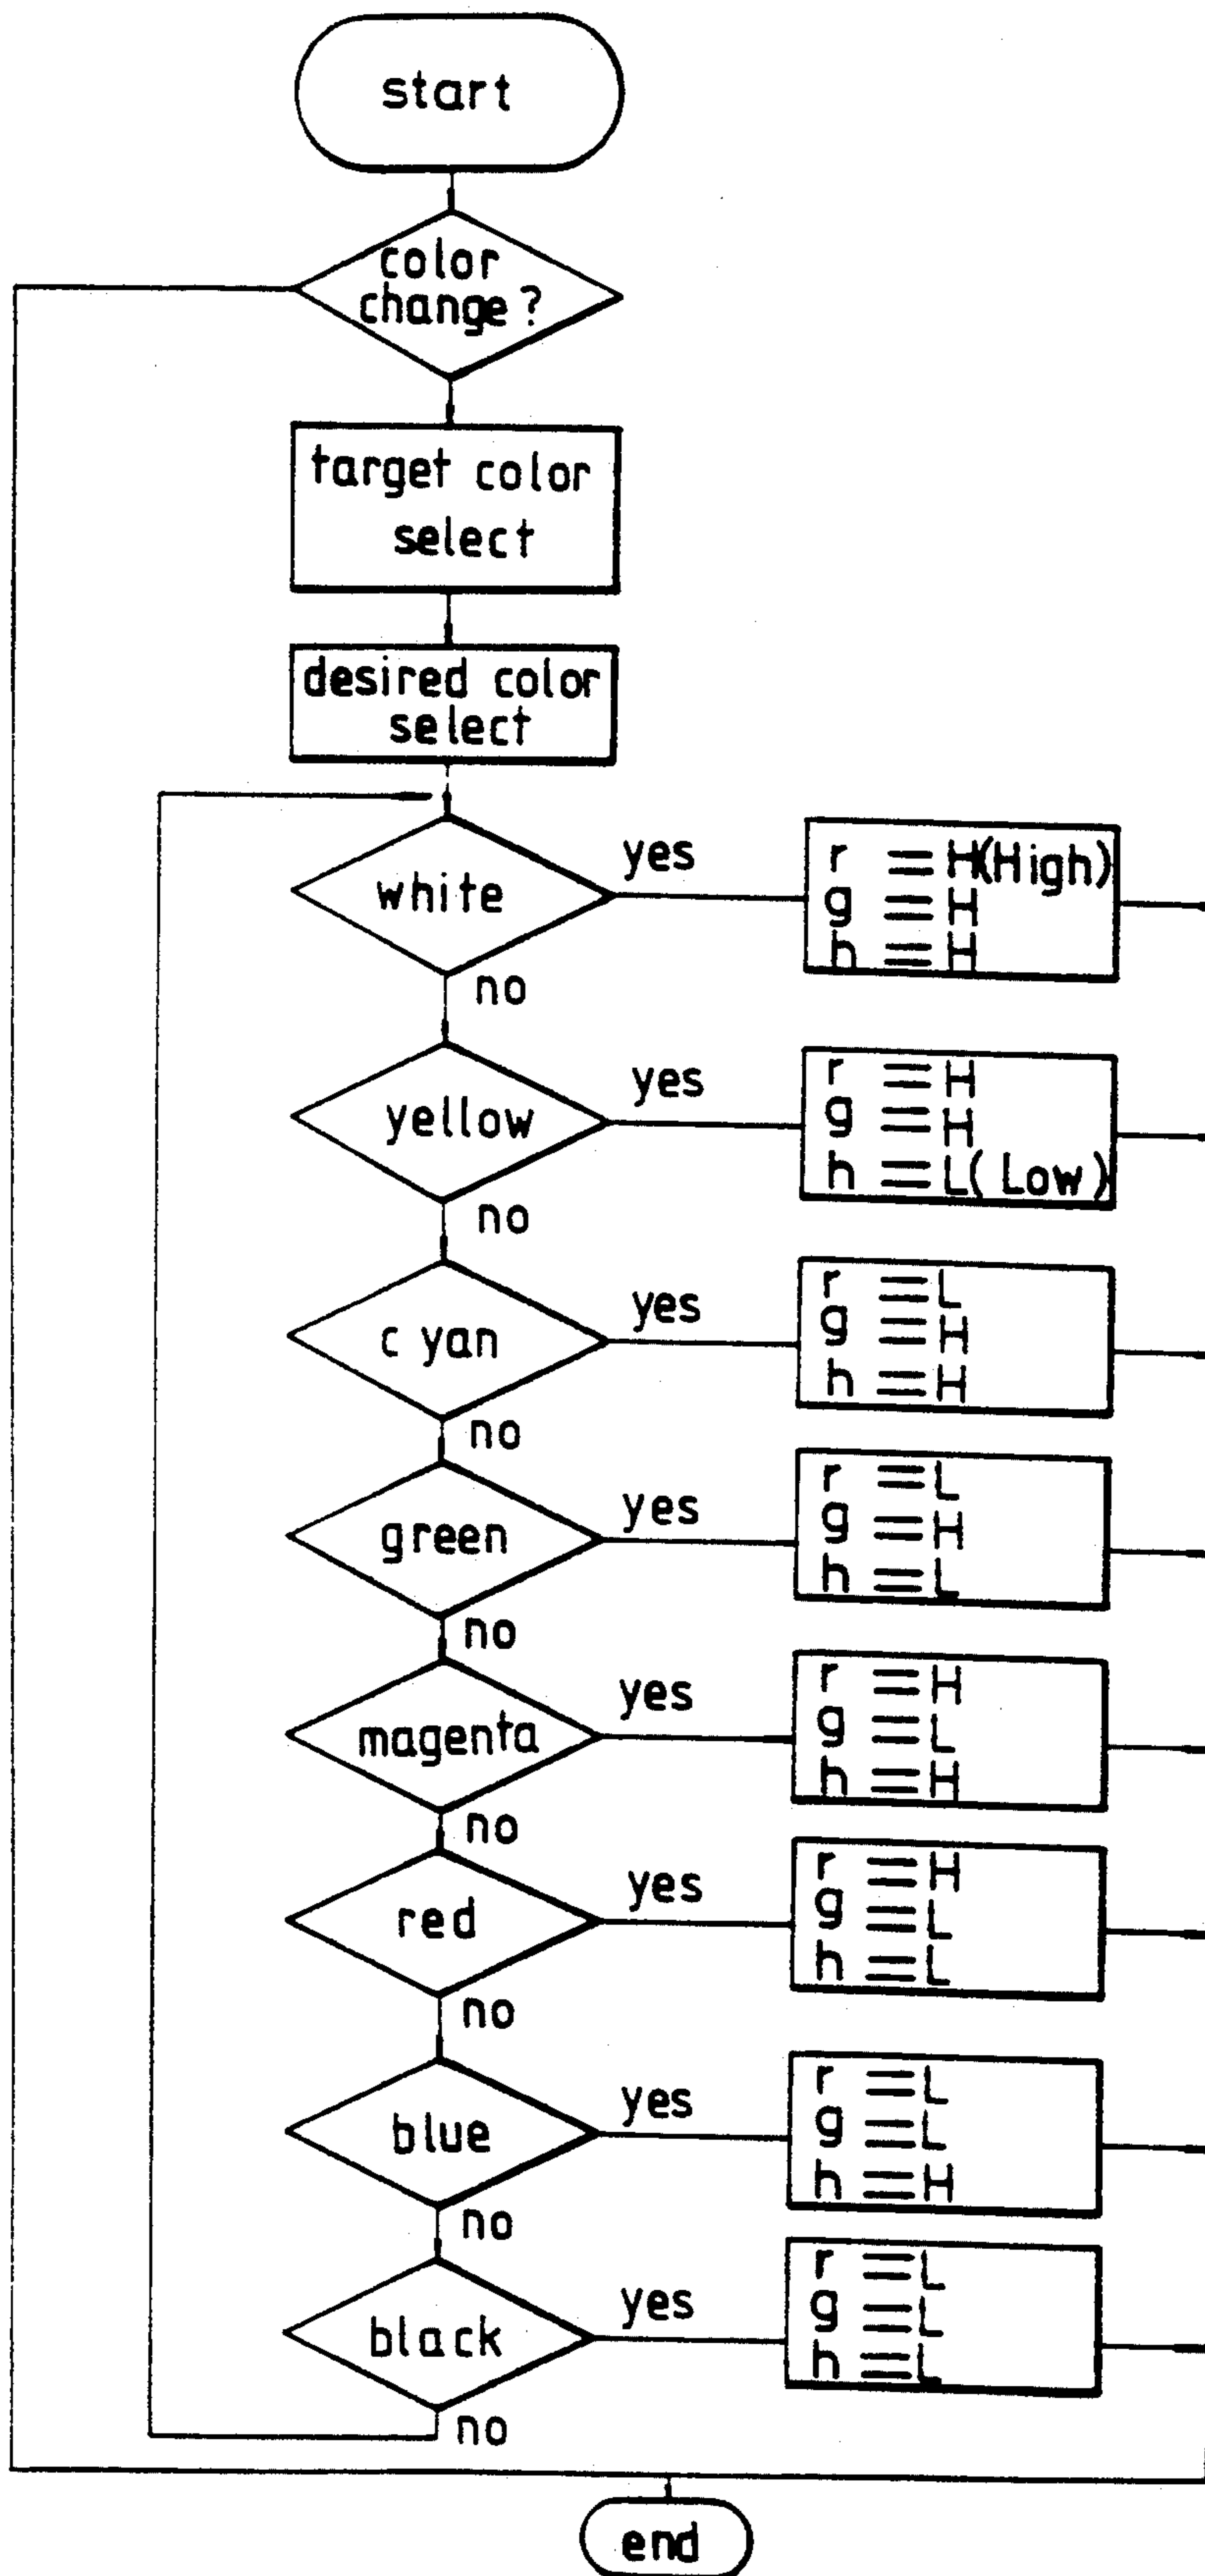 start
color
change ?
target color
select
desired color
select
white
yes
r = H(High)
g = H
h = H
no
yellow
yes
r = H
g = H
h = L( Low)
no
c yan
yes
r = L
g = H
h = H
no
green
yes
r = L
g = H
h = L
no
magenta
yes
r = H
g = L
h = H
no
red
yes
r = H
g = L
h = L
no
blue
yes
r = L
g = L
h = H
no
black
yes
r = L
g = L
h = L
no
end